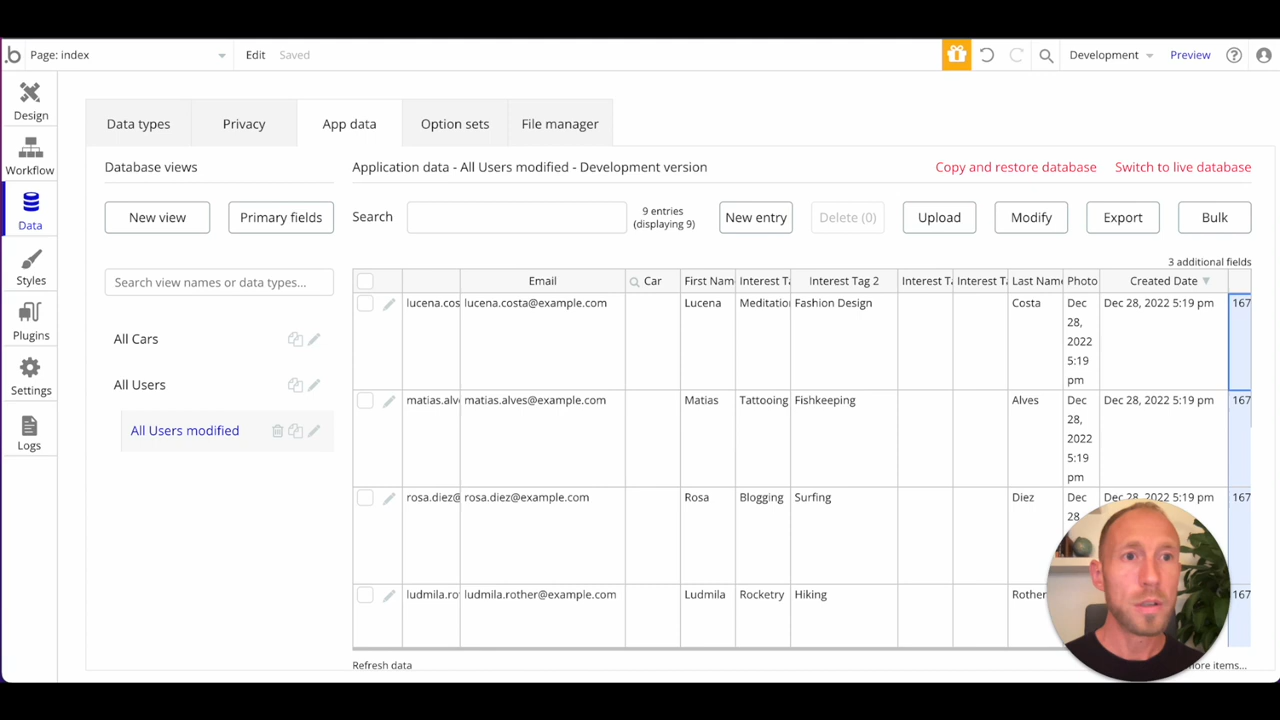 .b Page: index Edit Saved Development Preview ?
Design
Workflow
Data
Styles
Plugins
Settings
Logs
Data types Privacy App data Option sets File manager
Database views
New view Primary fields
Search view names or data types...
All Cars
All Users
All Users modified
Application data - All Users modified - Development version Copy and restore database Switch to live database
Search 9 entries
(displaying 9)
New entry Delete (0) Upload Modify Export Bulk
3 additional fields
Email Car First Nam Interest Ta Interest Tag 2 Interest Ta Interest Ta Last Name Photo Created Date
lucena.cos lucena.costa@example.com Lucena Meditation Fashion Design Costa Dec Dec 28, 2022 5:19 pm 167
28,
2022
5:19
pm
matias.alv matias.alves@example.com Matias Tattooing Fishkeeping Alves Dec Dec 28, 2022 5:19 pm 167
28,
2022
5:19
pm
rosa.diez@ rosa.diez@example.com Rosa Blogging Surfing Diez Dec Dec 28, 2022 5:19 pm 167
28,
ludmila.ro ludmila.rother@example.com Ludmila Rocketry Hiking Rother 167
Refresh data more items...